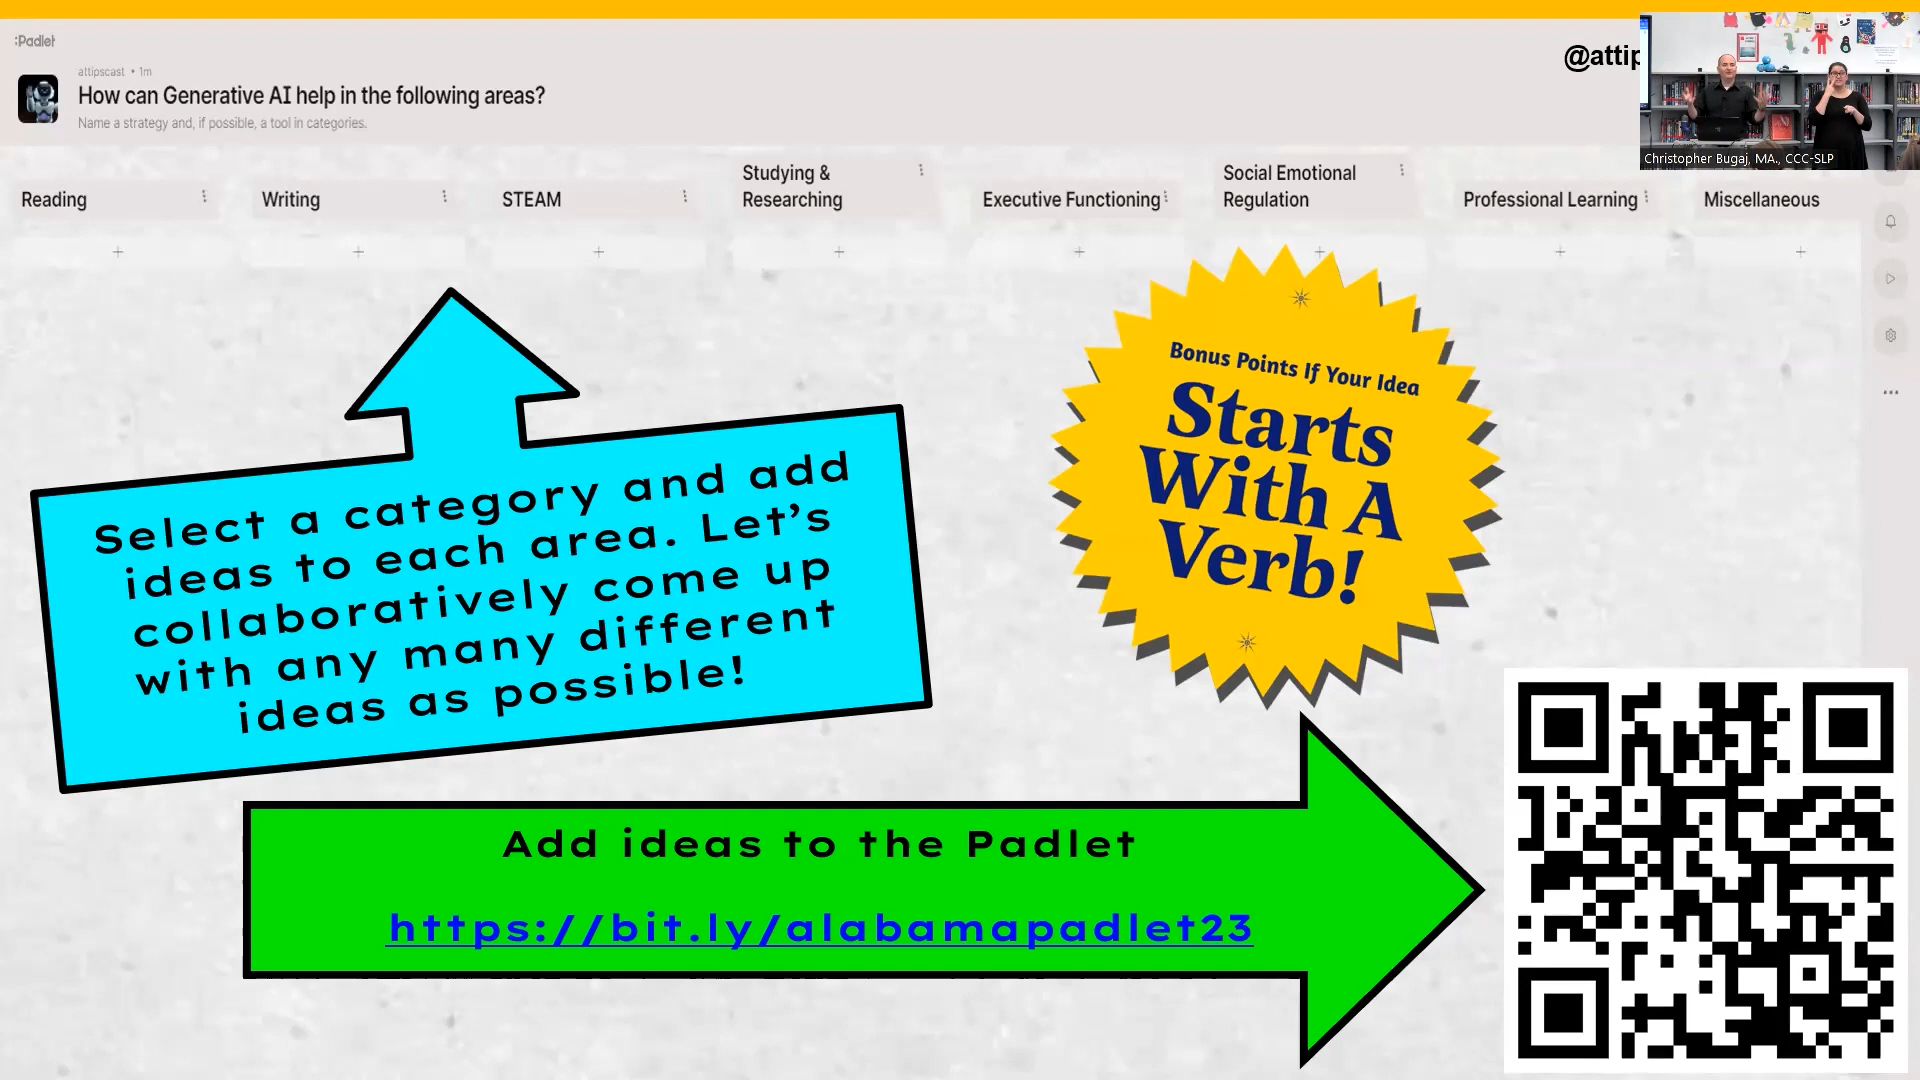 :Padlet
@attip
attipscast • 1m
How can Generative AI help in the following areas?
Name a strategy and, if possible, a tool in categories.
Christopher Bugaj, MA., CCC-SLP
Reading
Writing
STEAM
Studying &
Researching
Executive Functioning
Social Emotional
Regulation
Professional Learning
Miscellaneous
Bonus Points If Your Idea
Starts
With A
Verb!
Select a category and add
ideas to each area. Let’s
collaboratively come up
with any many different
ideas as possible!
Add ideas to the Padlet
https://bit.ly/alabamapadlet23